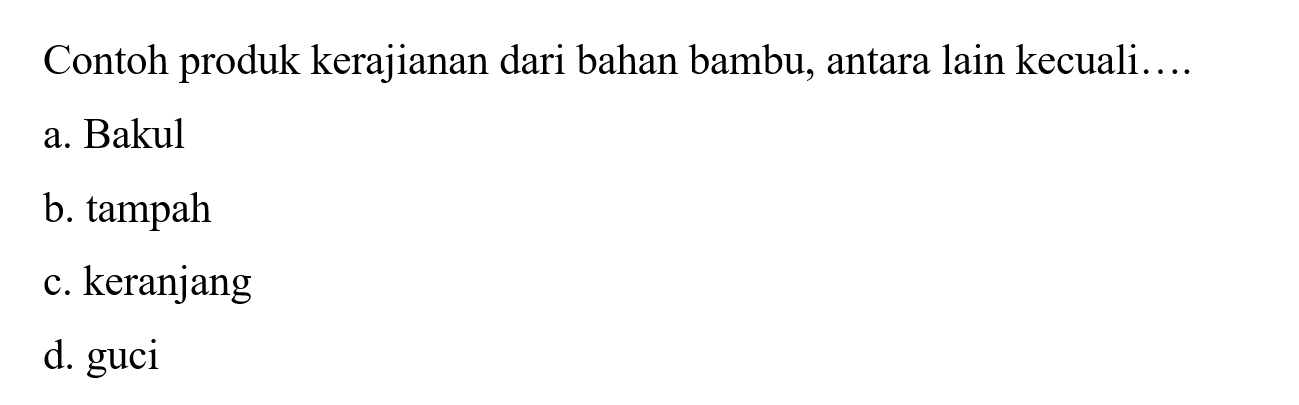 Contoh produk kerajianan dari bahan bambu, antara lain kecuali….
a. Bakul
b. tampah
c. keranjang
d. guci